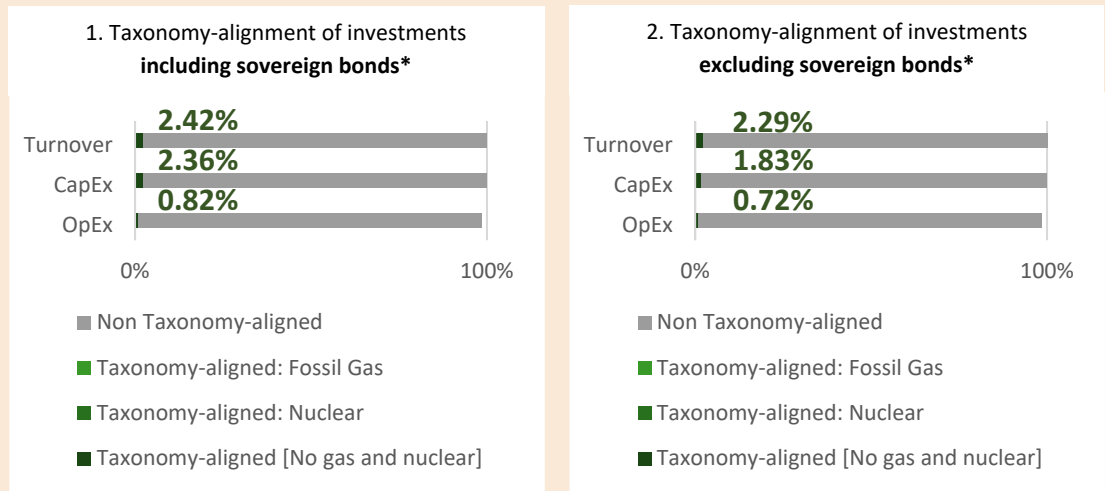 1. Taxonomy-alignment of investments
including sovereign bonds*
2.42%
Turnover
2.36%
CapEx
0.82%
OpEx
0%
100%
Non Taxonomy-aligned
Taxonomy-aligned: Fossil Gas
Taxonomy-aligned: Nuclear
Taxonomy-aligned [No gas and nuclear]
2. Taxonomy-alignment of investments
excluding sovereign bonds*
2.29%
Turnover
1.83%
CapEx
0.72%
OpEx
0%
100%
Non Taxonomy-aligned
Taxonomy-aligned: Fossil Gas
Taxonomy-aligned: Nuclear
Taxonomy-aligned [No gas and nuclear]